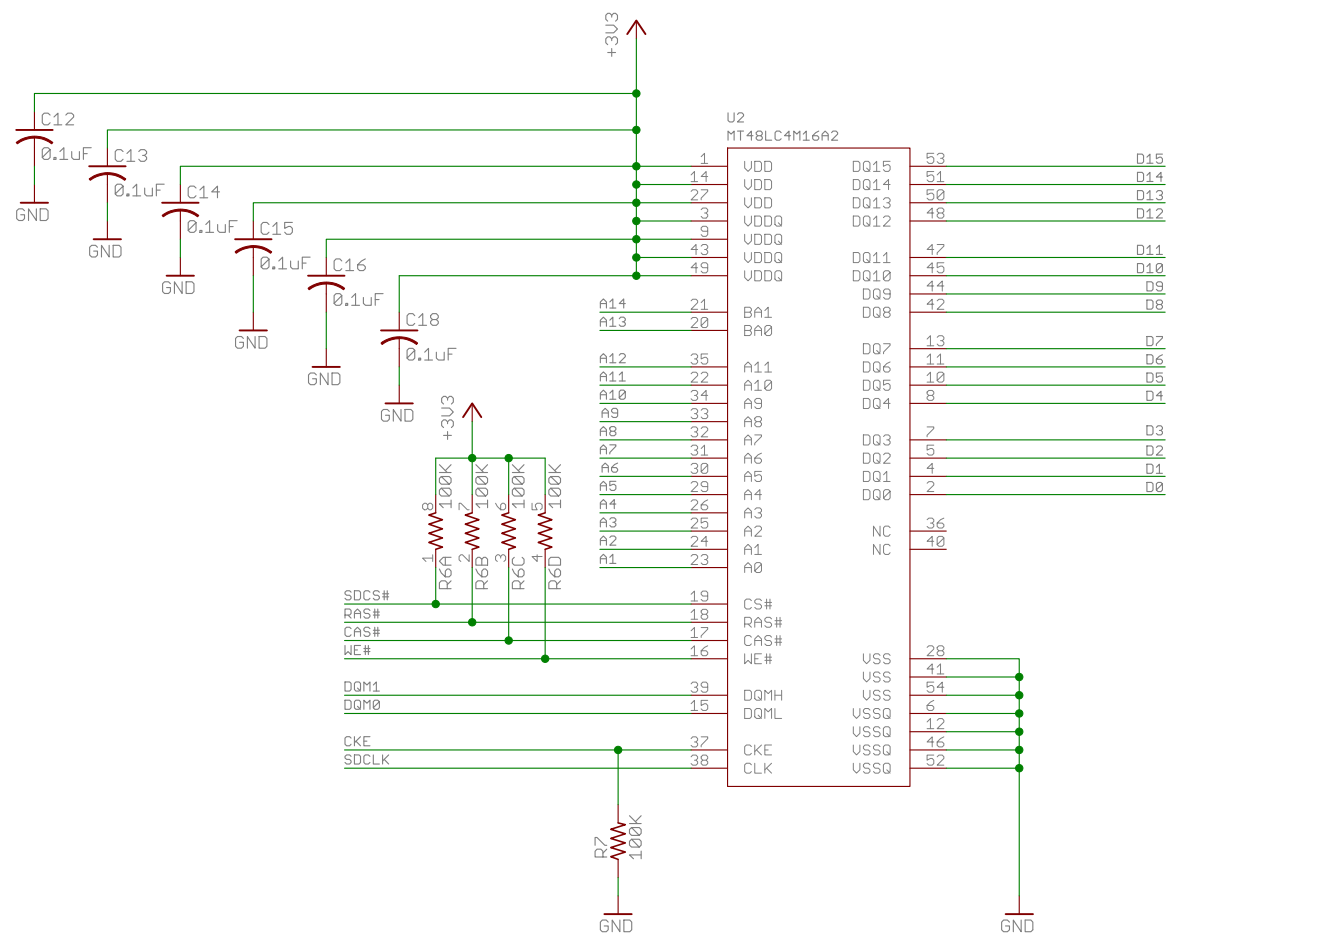 +3V3
C12
0.1uF
GND
C13
0.1uF
GND
C14
0.1uF
GND
C15
0.1uF
GND
C16
0.1uF
GND
C18
0.1uF
GND
U2
MT48LC4M16A2
1 VDD DQ15 53 D15
14 VDD DQ14 51 D14
27 VDD DQ13 50 D13
3 VDDQ DQ12 48 D12
9 VDDQ
43 VDDQ DQ11 47 D11
49 VDDQ DQ10 45 D10
DQ9 44 D9
A14 21 BA1 DQ8 42 D8
A13 20 BA0
DQ7 13 D7
A12 35 A11 DQ6 11 D6
A11 22 A10 DQ5 10 D5
A10 34 A9 DQ4 8 D4
A9 33 A8
A8 32 A7 DQ3 7 D3
A7 31 A6 DQ2 5 D2
A6 30 A5 DQ1 4 D1
A5 29 A4 DQ0 2 D0
A4 26 A3
A3 25 A2 NC 36
A2 24 A1 NC 40
A1 23 A0
+3V3
8 100K 1 R6A
7 100K 2 R6B
6 100K 3 R6C
5 100K 4 R6D
SDCS# 19 CS#
RAS# 18 RAS#
CAS# 17 CAS#
WE# 16 WE# VSS 28
VSS 41
DQM1 39 DQMH VSS 54
DQM0 15 DQML VSSQ 6
VSSQ 12
CKE 37 CKE VSSQ 46
SDCLK 38 CLK VSSQ 52
R7
100K
GND
GND